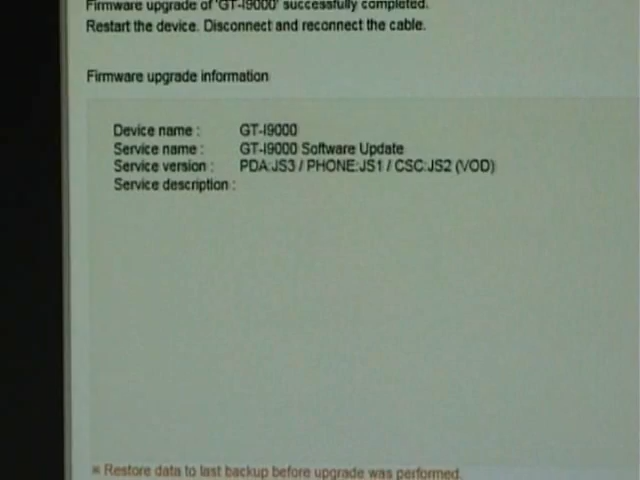 Firmware upgrade of 'GT-I9000' successfully completed.
Restart the device. Disconnect and reconnect the cable.
Firmware upgrade information
Device name : GT-I9000
Service name : GT-I9000 Software Update
Service version : PDA:JS3 / PHONE:JS1 / CSC:JS2 (VOD)
Service description :
※ Restore data to last backup before upgrade was performed.